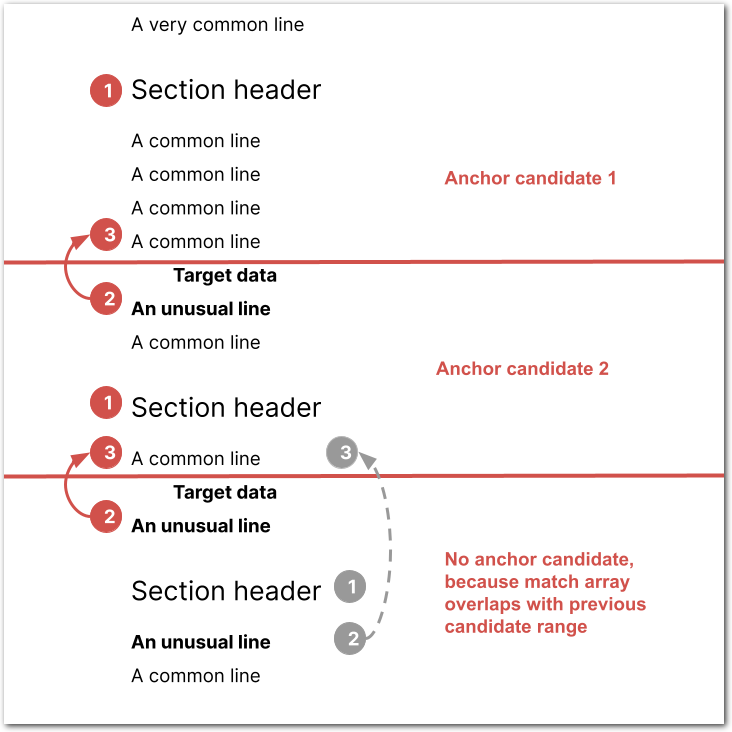 A very common line
1 Section header
A common line
A common line
Anchor candidate 1
A common line
3 A common line
Target data
2 An unusual line
A common line
Anchor candidate 2
1 Section header
3 A common line 3
Target data
2 An unusual line
No anchor candidate,
because match array
overlaps with previous
candidate range
Section header 1
An unusual line 2
A common line